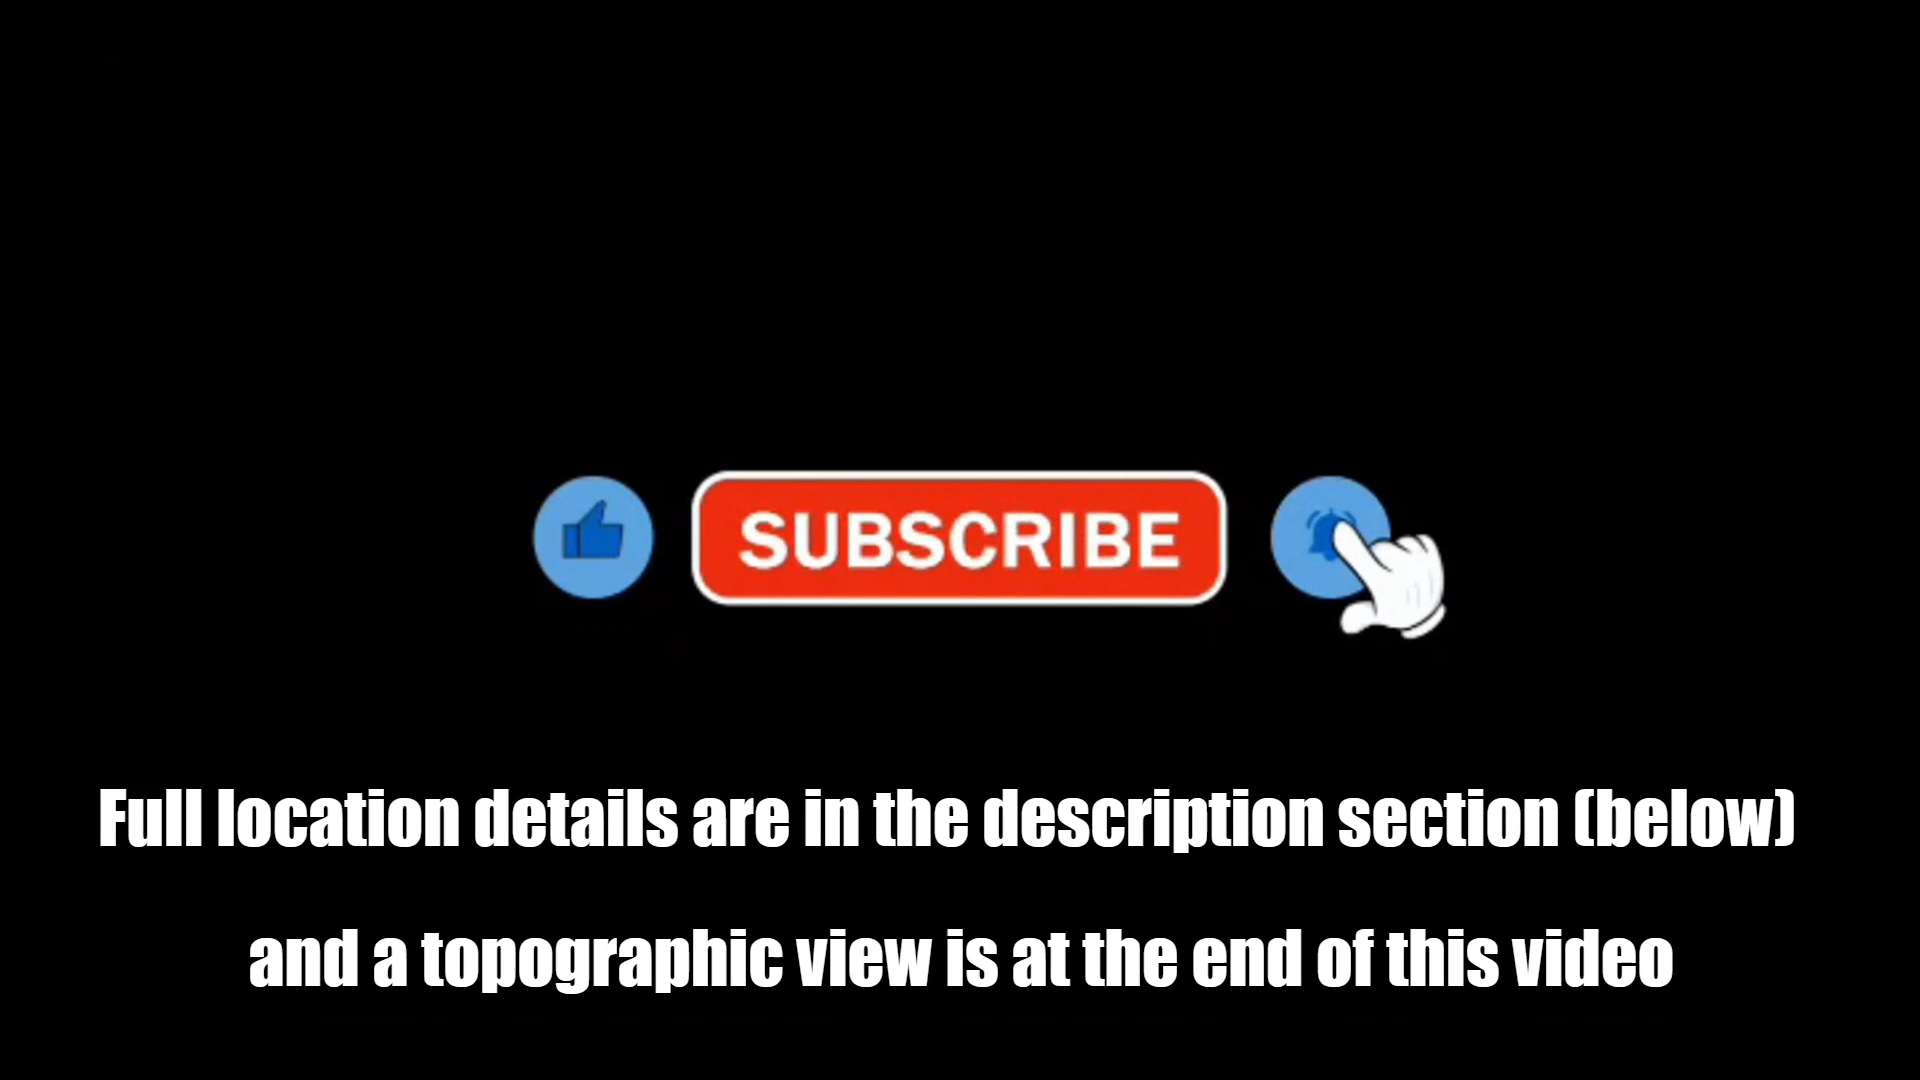 SUBSCRIBE
Full location details are in the description section (below)
and a topographic view is at the end of this video